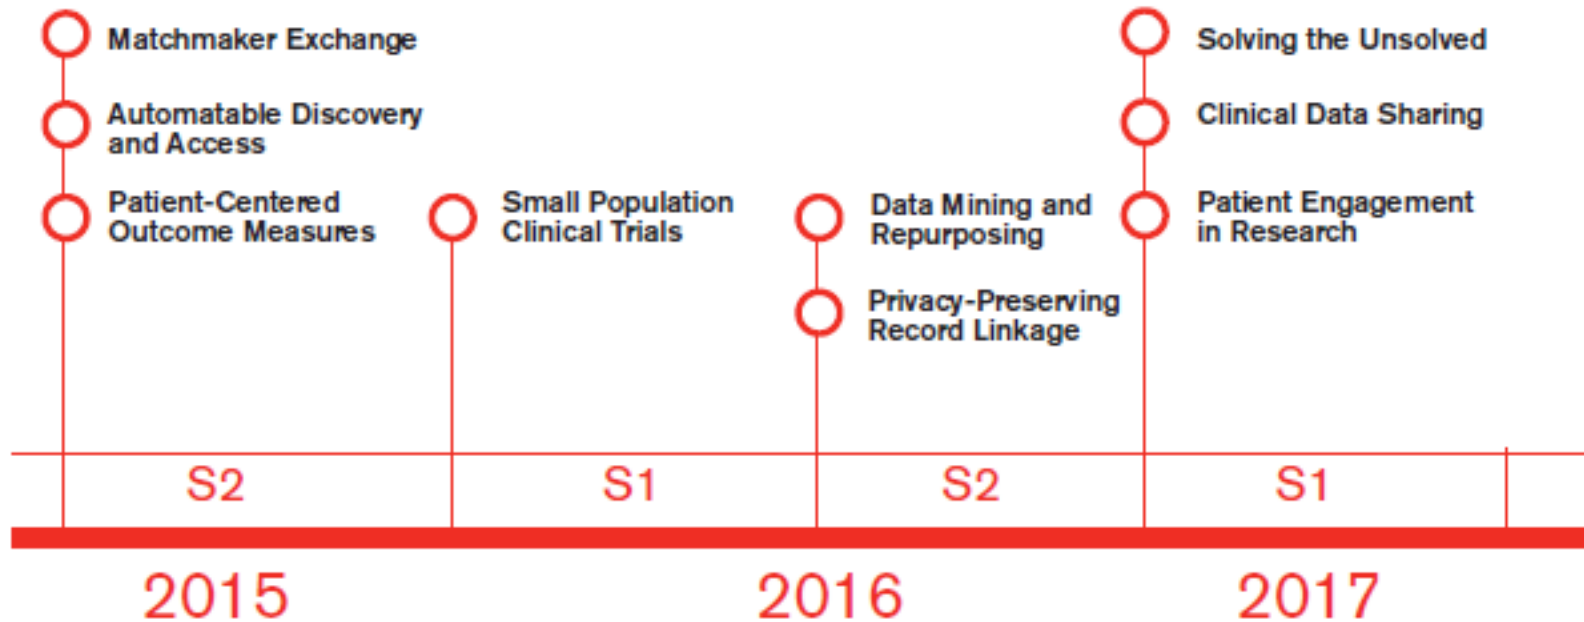 Matchmaker Exchange
Automatable Discovery
and Access
Patient-Centered
Outcome Measures
Small Population
Clinical Trials
Data Mining and
Repurposing
Privacy-Preserving
Record Linkage
Solving the Unsolved
Clinical Data Sharing
Patient Engagement
in Research
S2
S1
S2
S1
2015
2016
2017